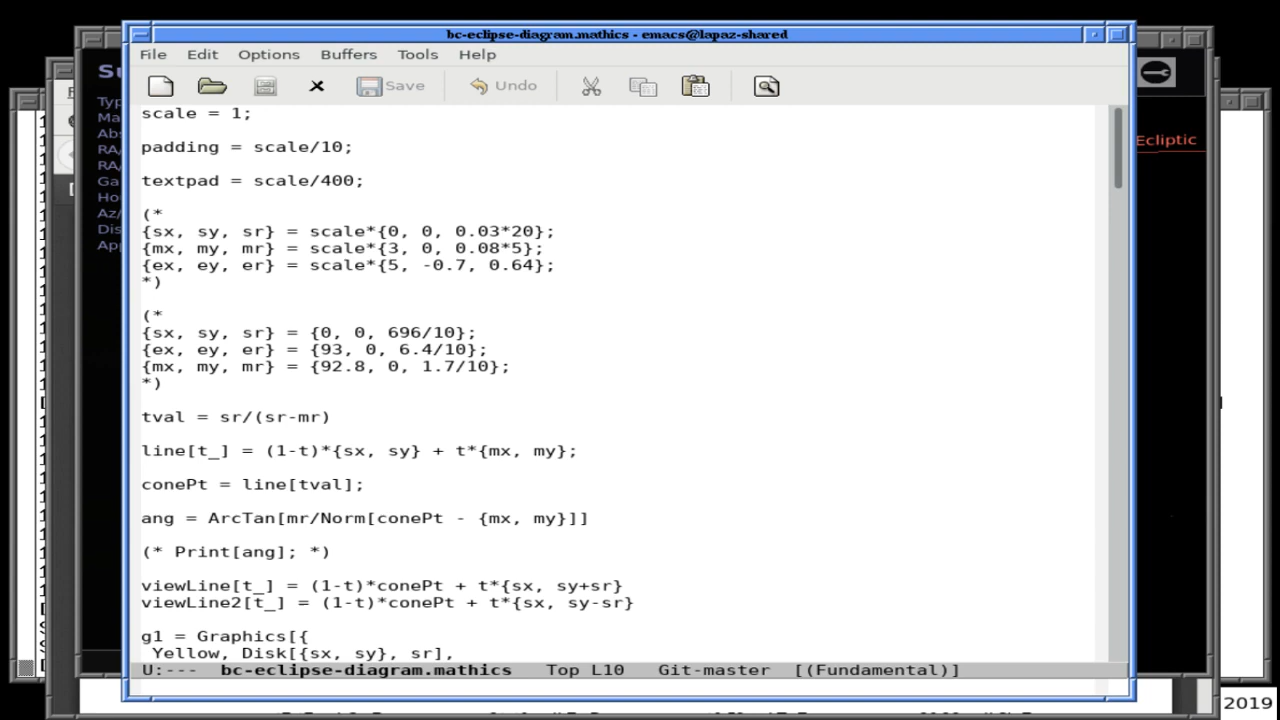 bc-eclipse-diagram.mathics - emacs@lapaz-shared
File Edit Options Buffers Tools Help
Save Undo
scale = 1;
padding = scale/10;
textpad = scale/400;
(*
{sx, sy, sr} = scale*{0, 0, 0.03*20};
{mx, my, mr} = scale*{3, 0, 0.08*5};
{ex, ey, er} = scale*{5, -0.7, 0.64};
*)
(*
{sx, sy, sr} = {0, 0, 696/10};
{ex, ey, er} = {93, 0, 6.4/10};
{mx, my, mr} = {92.8, 0, 1.7/10};
*)
tval = sr/(sr-mr)
line[t_] = (1-t)*{sx, sy} + t*{mx, my};
conePt = line[tval];
ang = ArcTan[mr/Norm[conePt - {mx, my}]]
(* Print[ang]; *)
viewLine[t_] = (1-t)*conePt + t*{sx, sy+sr}
viewLine2[t_] = (1-t)*conePt + t*{sx, sy-sr}
g1 = Graphics[{
Yellow, Disk[{sx, sy}, sr],
U:--- bc-eclipse-diagram.mathics Top L10 Git-master [(Fundamental)]
Ecliptic
2019